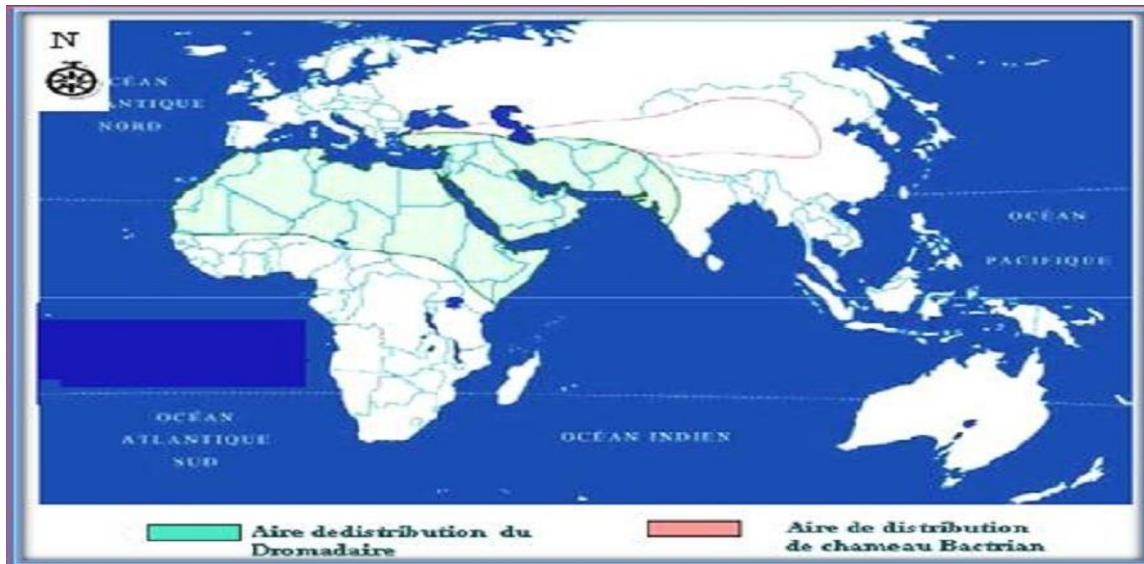 N
OCÉAN
ANTIQUE
NORD
OCÉAN
PACIFIQUE
OCÉAN
ATLANTIQUE
SUD
OCÉAN INDIEN
Aire dedistribution du
Dromadaire
Aire de distribution
de chameau Bactrian